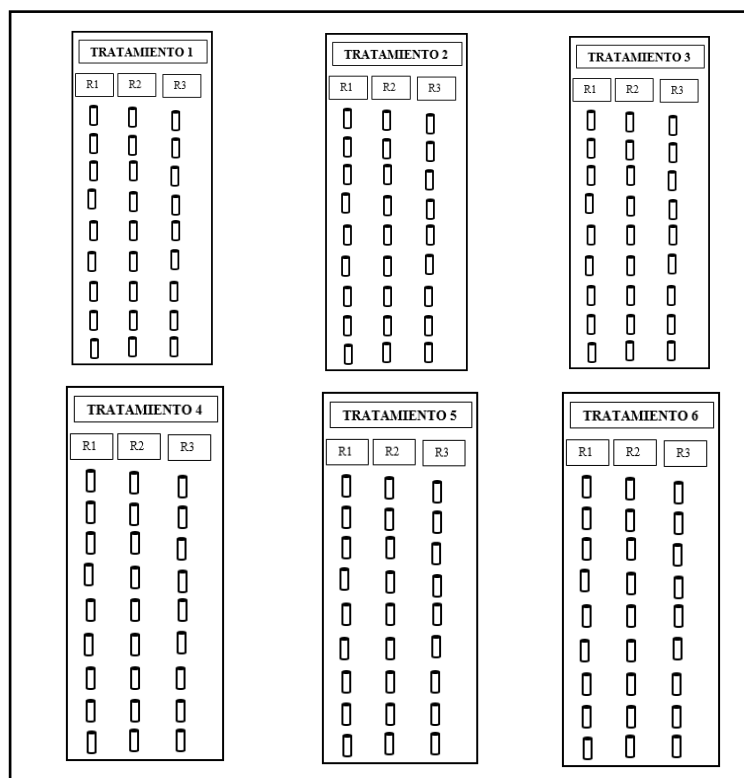 TRATAMIENTO 1
R1 R2 R3
TRATAMIENTO 2
R1 R2 R3
TRATAMIENTO 3
R1 R2 R3
TRATAMIENTO 4
R1 R2 R3
TRATAMIENTO 5
R1 R2 R3
TRATAMIENTO 6
R1 R2 R3